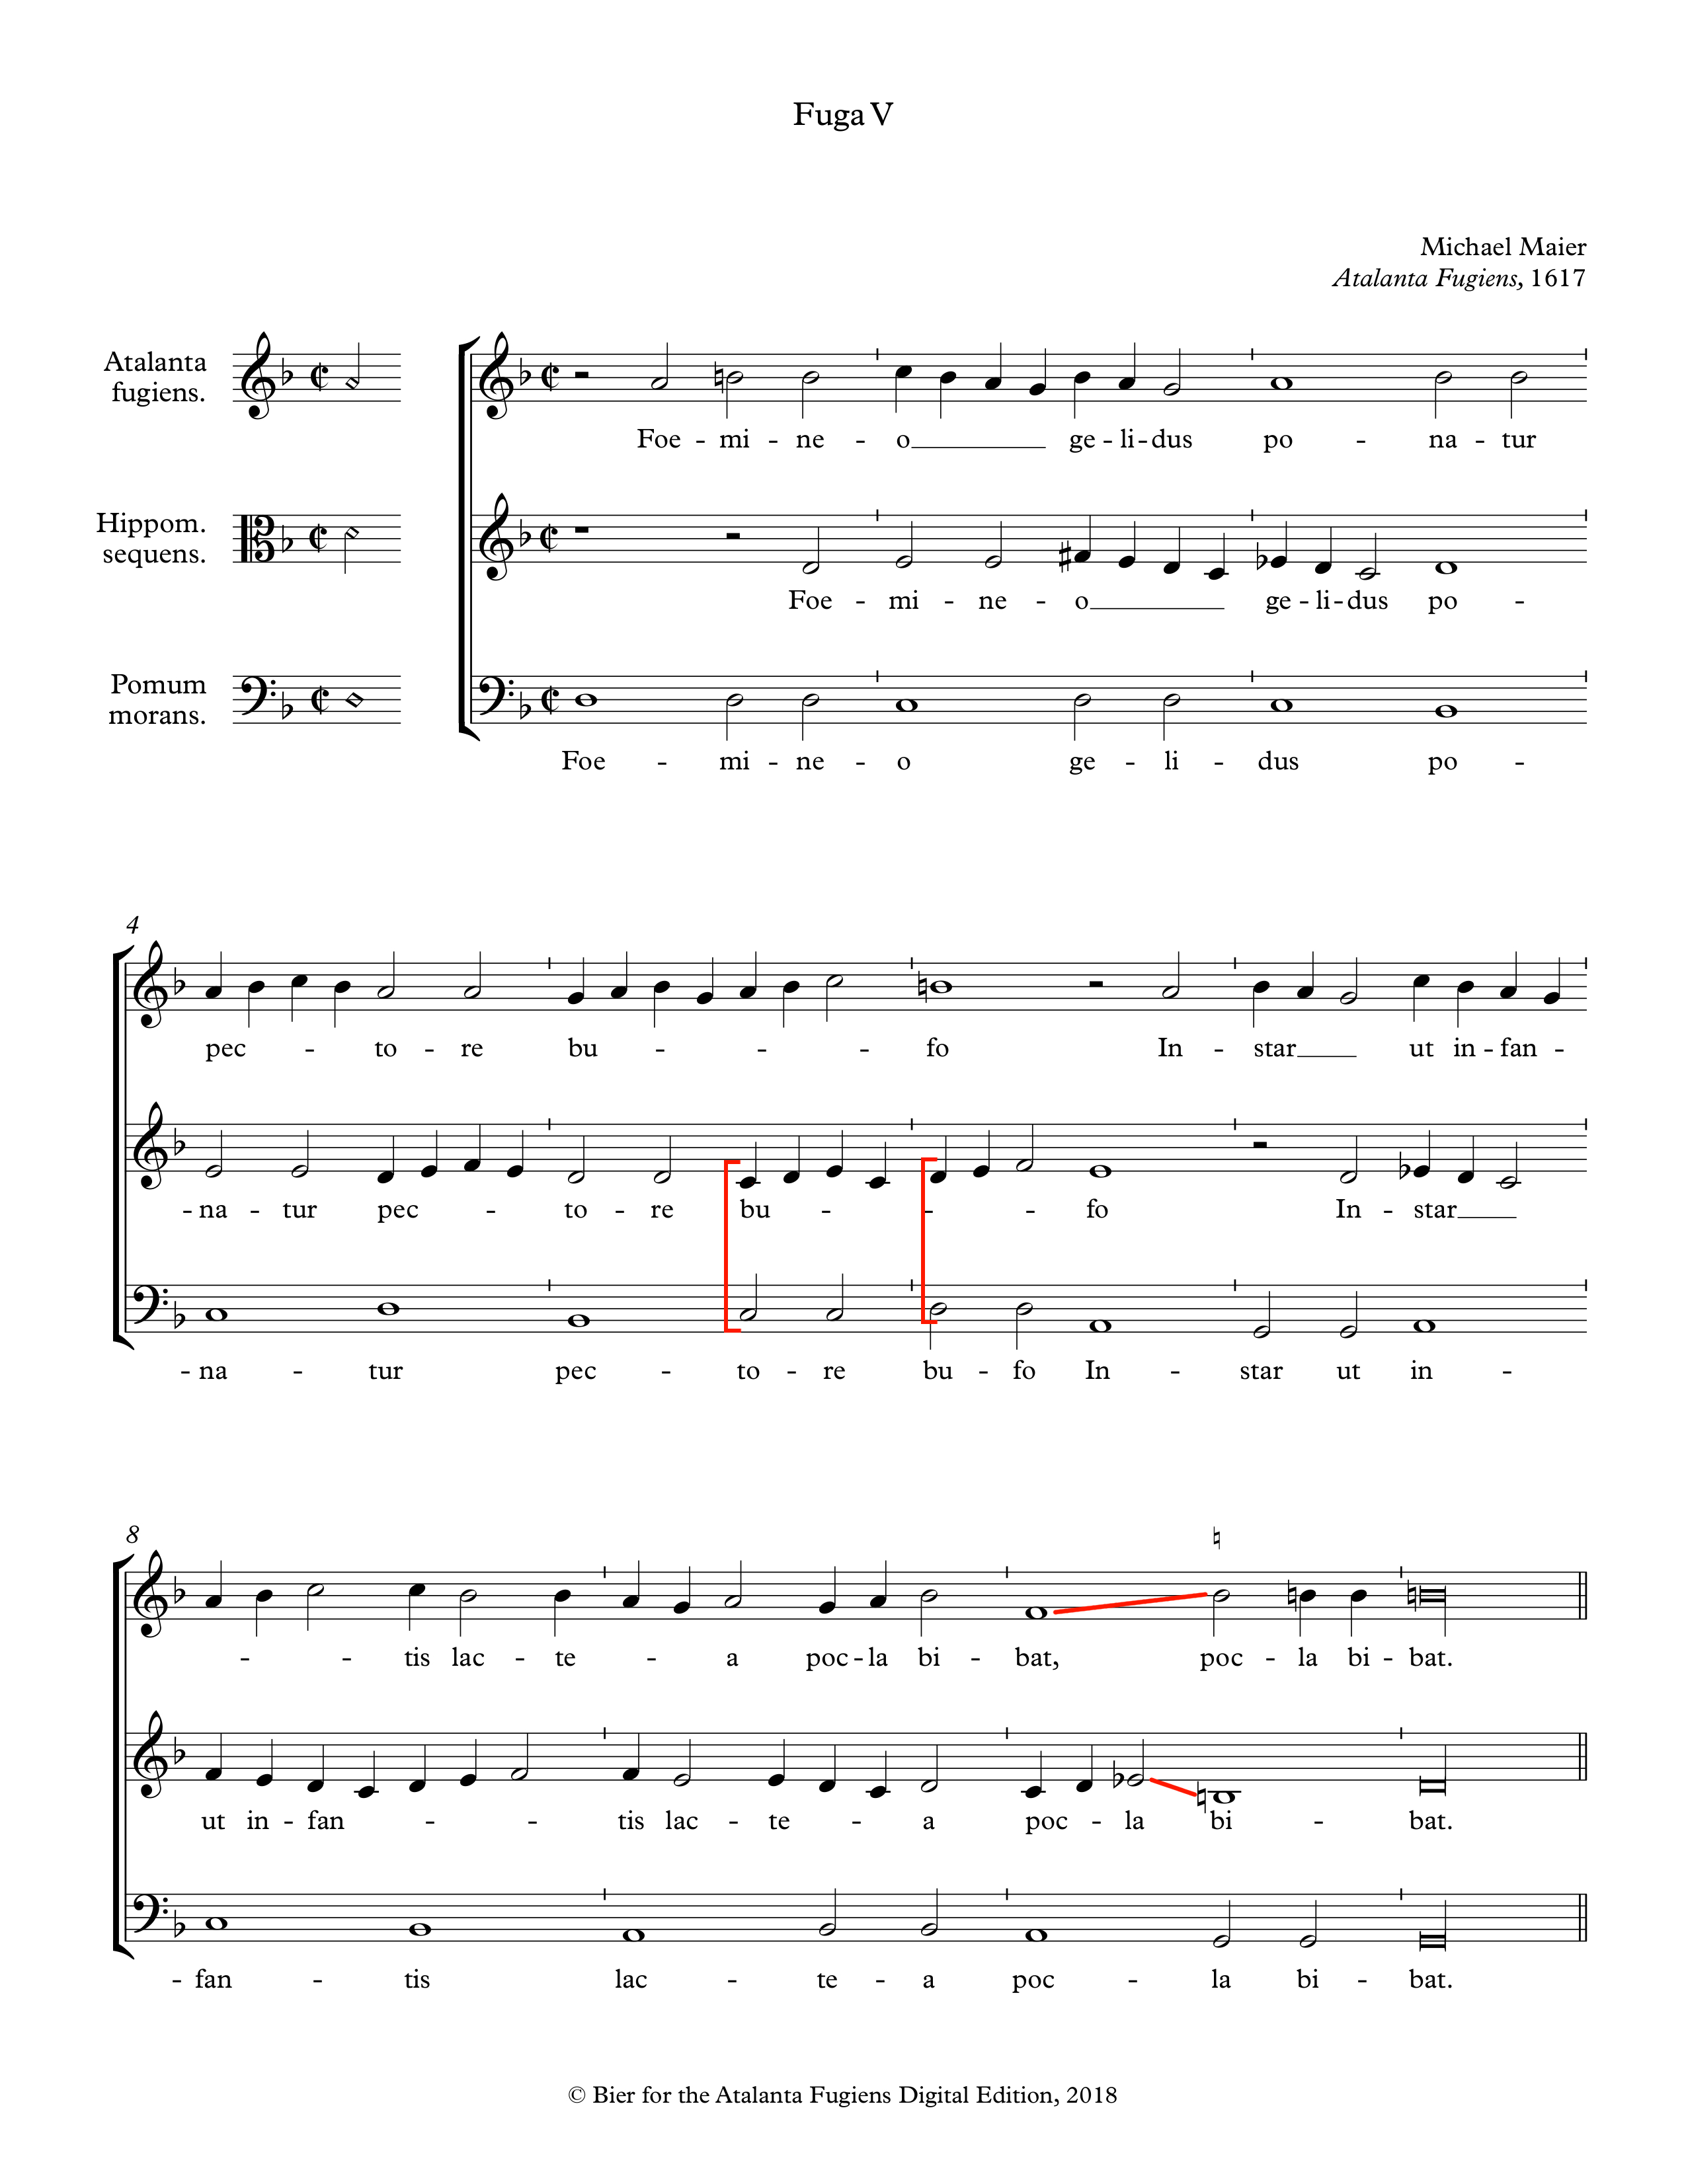 Fuga V
Michael Maier
Atalanta Fugiens, 1617
Atalanta
fugiens.
Foe - mi - ne - o ge - li - dus po - na - tur
Hippom.
sequens.
Foe - mi - ne - o ge - li - dus po -
Pomum
morans.
Foe - mi - ne - o ge - li - dus po -
4
pec - to - re bu - - - - fo In - star ut in - fan -
- na - tur pec - - to - re bu - - - - fo In - star
- na - tur pec - to - re bu - fo In - star ut in -
8
- - tis lac - te - a poc - la bi - bat, poc - la bi - bat.
ut in - fan - - - tis lac - te - a poc - la bi - bat.
- fan - tis lac - te - a poc - la bi - bat.
© Bier for the Atalanta Fugiens Digital Edition, 2018